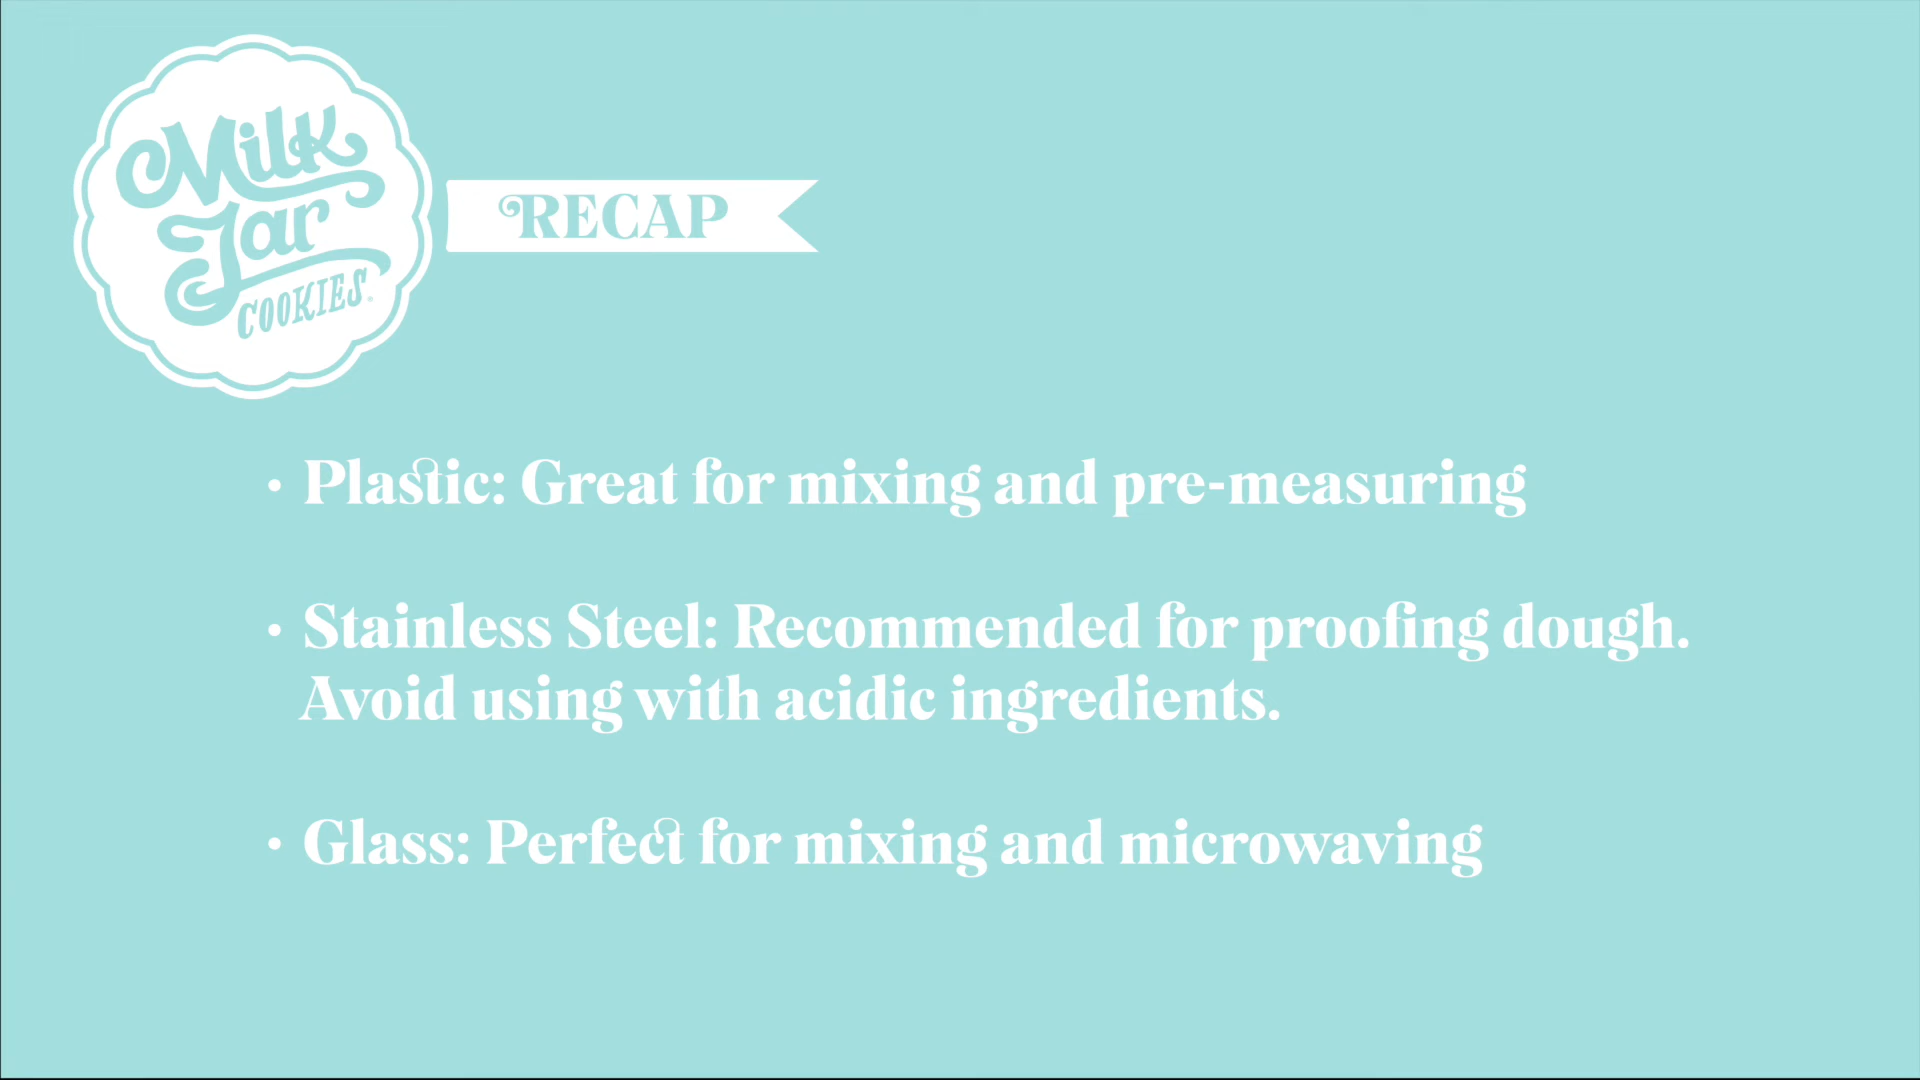 Milk
Jar
COOKIES®
RECAP
• Plastic: Great for mixing and pre-measuring
• Stainless Steel: Recommended for proofing dough.
Avoid using with acidic ingredients.
• Glass: Perfect for mixing and microwaving